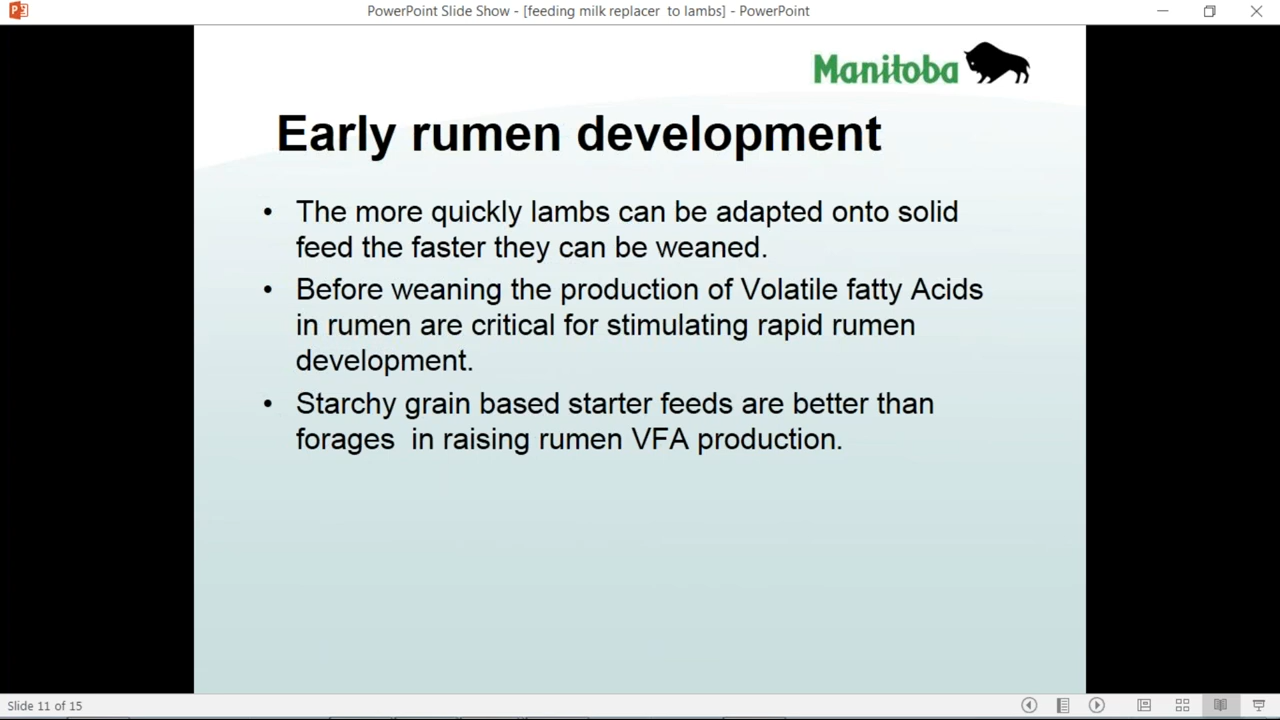 PowerPoint Slide Show - [feeding milk replacer  to lambs] - PowerPoint
Manitoba
Early rumen development
• The more quickly lambs can be adapted onto solid
feed the faster they can be weaned.
• Before weaning the production of Volatile fatty Acids
in rumen are critical for stimulating rapid rumen
development.
• Starchy grain based starter feeds are better than
forages  in raising rumen VFA production.
Slide 11 of 15